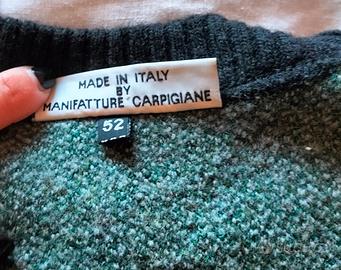 MADE IN ITALY
BY
MANIFATTURE CARPIGIANE
52